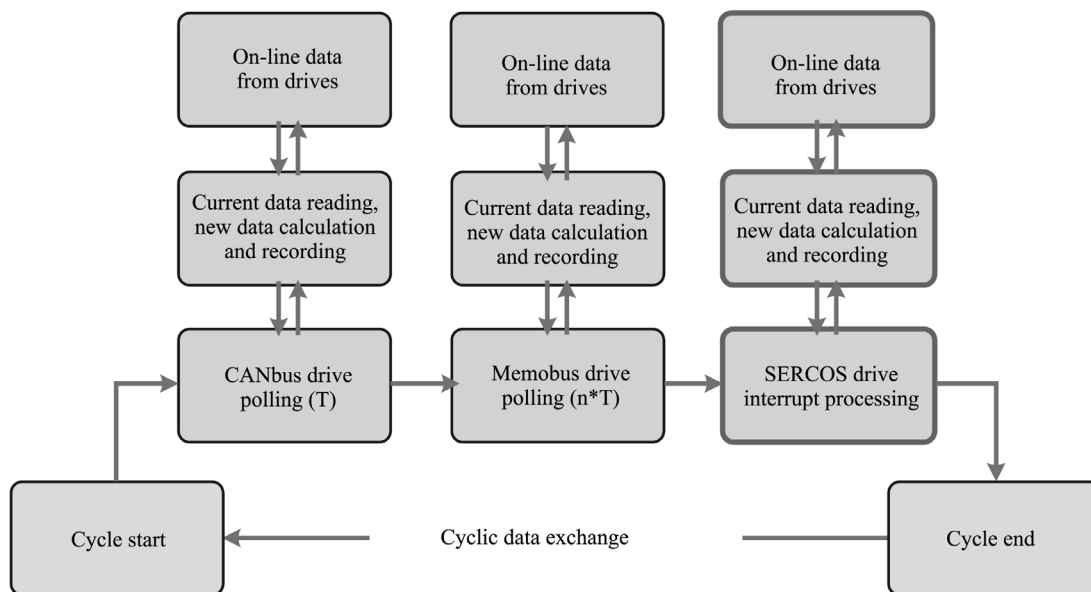 On-line data
from drives
On-line data
from drives
On-line data
from drives
Current data reading,
new data calculation
and recording
Current data reading,
new data calculation
and recording
Current data reading,
new data calculation
and recording
CANbus drive
polling (T)
Memobus drive
polling (n*T)
SERCOS drive
interrupt processing
Cycle start
Cyclic data exchange
Cycle end